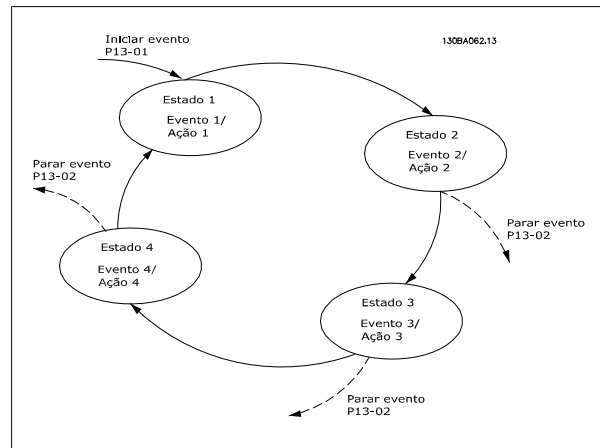 Iniciar evento
P13-01
130BA062.13
Estado 1
Evento 1/
Ação 1
Estado 2
Evento 2/
Ação 2
Parar evento
P13-02
Parar evento
P13-02
Estado 4
Evento 4/
Ação 4
Estado 3
Evento 3/
Ação 3
Parar evento
P13-02